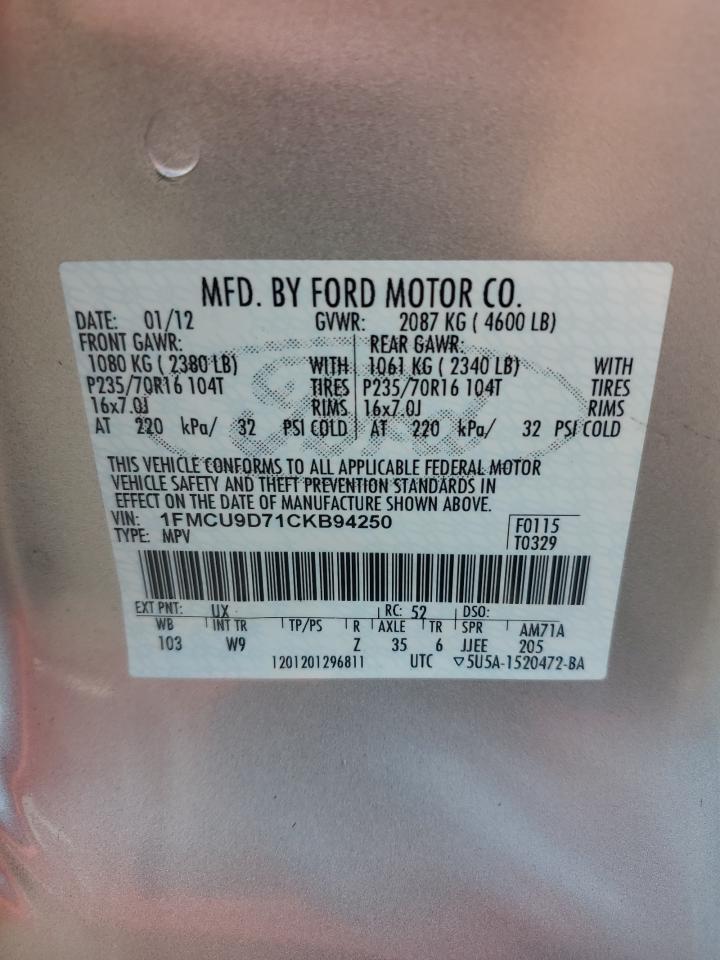 MFD. BY FORD MOTOR CO.
DATE: 01/12 GVWR: 2087 KG ( 4600 LB)
FRONT GAWR: REAR GAWR:
1080 KG ( 2380 LB) WITH 1061 KG ( 2340 LB) WITH
P235/70R16 104T TIRES P235/70R16 104T TIRES
16x7.0J RIMS 16x7.0J RIMS
AT 220 kPa/ 32 PSI COLD AT 220 kPa/ 32 PSI COLD
THIS VEHICLE CONFORMS TO ALL APPLICABLE FEDERAL MOTOR
VEHICLE SAFETY AND THEFT PREVENTION STANDARDS IN
EFFECT ON THE DATE OF MANUFACTURE SHOWN ABOVE.
VIN: 1FMCU9D71CKB94250 F0115
TYPE: MPV T0329
EXT PNT: UX RC: 52 DSO:
WB INT TR TP/PS R AXLE TR SPR AM71A
103 W9 Z 35 6 JJEE 205
1201201296811 UTC ▽5U5A-1520472-BA
Ford